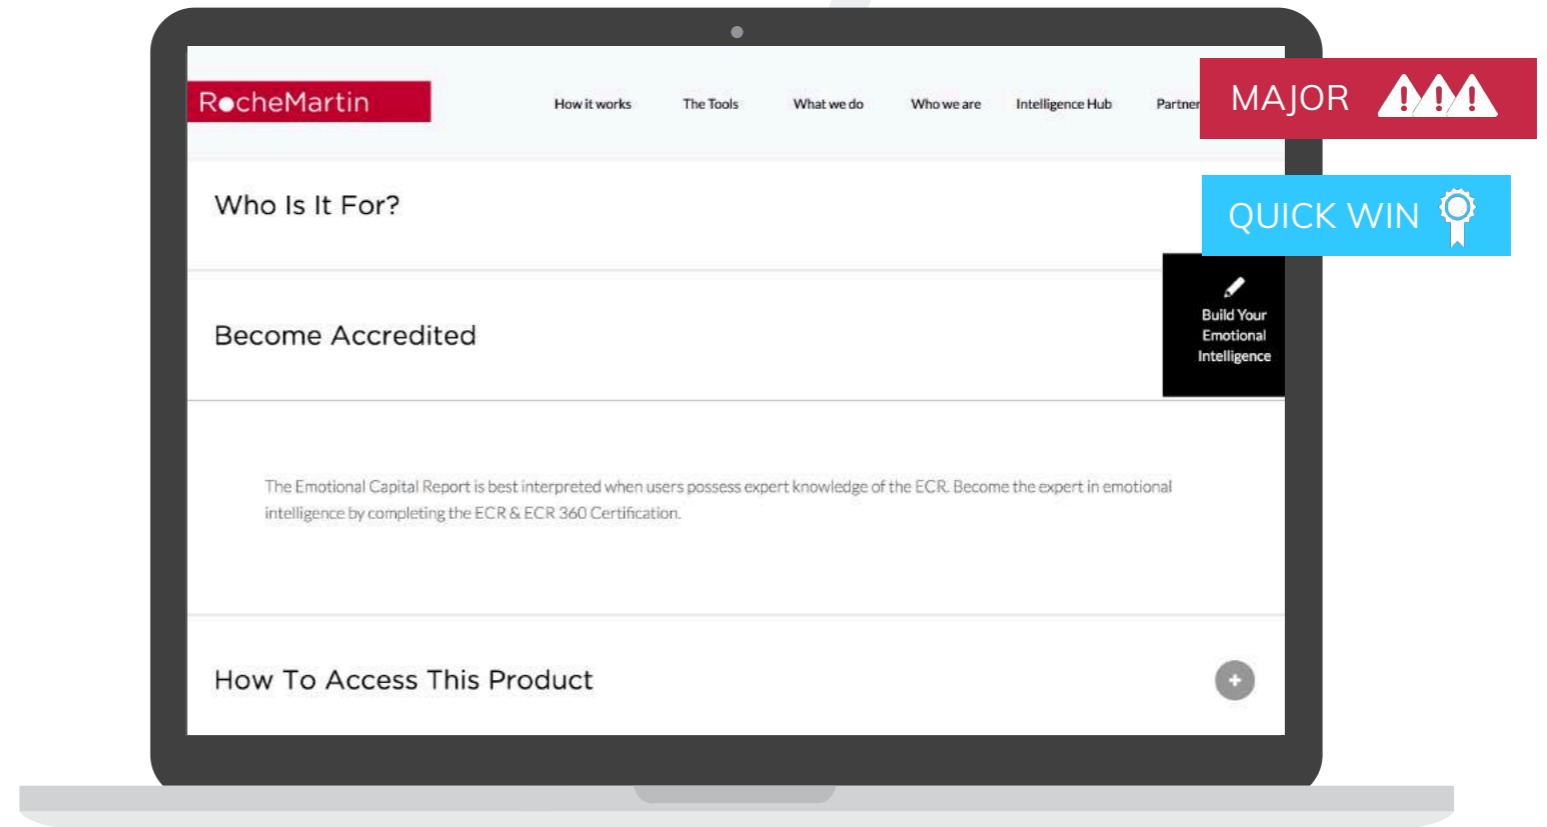 RocheMartin
How it works
The Tools
What we do
Who we are
Intelligence Hub
Partner
MAJOR
QUICK WIN
Who Is It For?
Build Your
Emotional
Intelligence
Become Accredited
The Emotional Capital Report is best interpreted when users possess expert knowledge of the ECR. Become the expert in emotional
intelligence by completing the ECR & ECR 360 Certification.
How To Access This Product